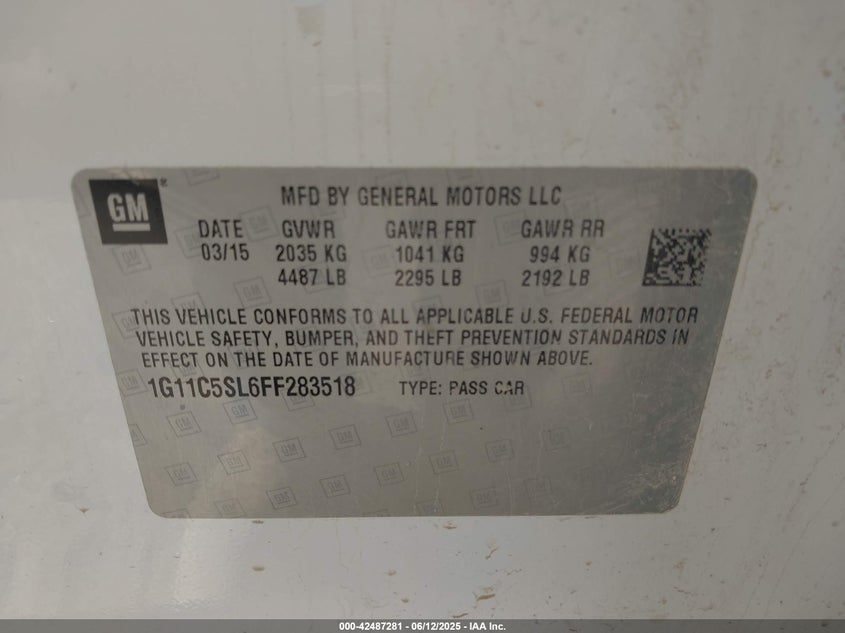 GM
®
MFD BY GENERAL MOTORS LLC
DATE GVWR GAWR FRT GAWR RR
03/15 2035 KG 1041 KG 994 KG
4487 LB 2295 LB 2192 LB
THIS VEHICLE CONFORMS TO ALL APPLICABLE U.S. FEDERAL MOTOR
VEHICLE SAFETY, BUMPER, AND THEFT PREVENTION STANDARDS IN
EFFECT ON THE DATE OF MANUFACTURE SHOWN ABOVE.
1G11C5SL6FF283518 TYPE: PASS CAR
000-42487281 - 06/12/2025 - IAA Inc.